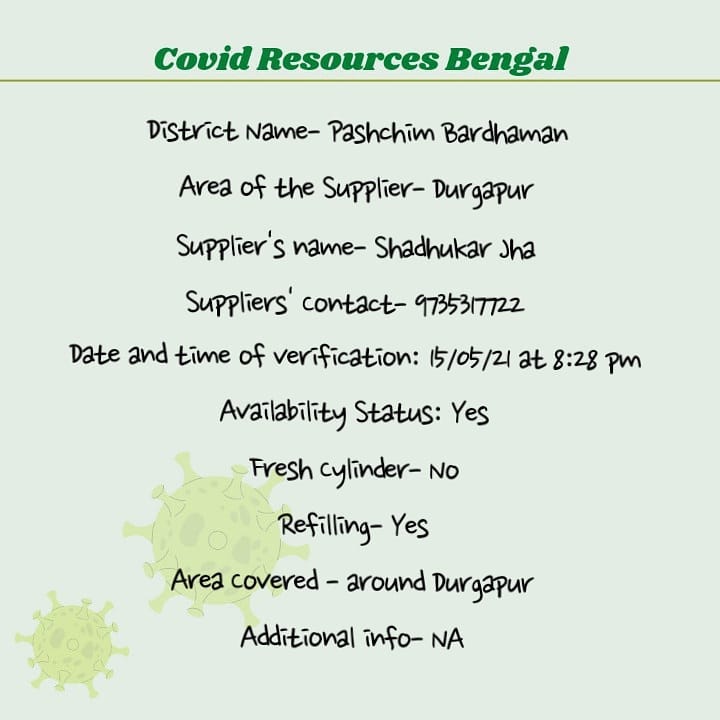 Covid Resources Bengal
District Name- Pashchim Bardhaman
Area of the Supplier- Durgapur
Supplier's name- Shadhukar Jha
Suppliers' contact- 9735317722
Date and time of verification: 15/05/21 at 8:28 pm
Availability Status: Yes
Fresh cylinder- No
Refilling- Yes
Area covered - around Durgapur
Additional info- NA